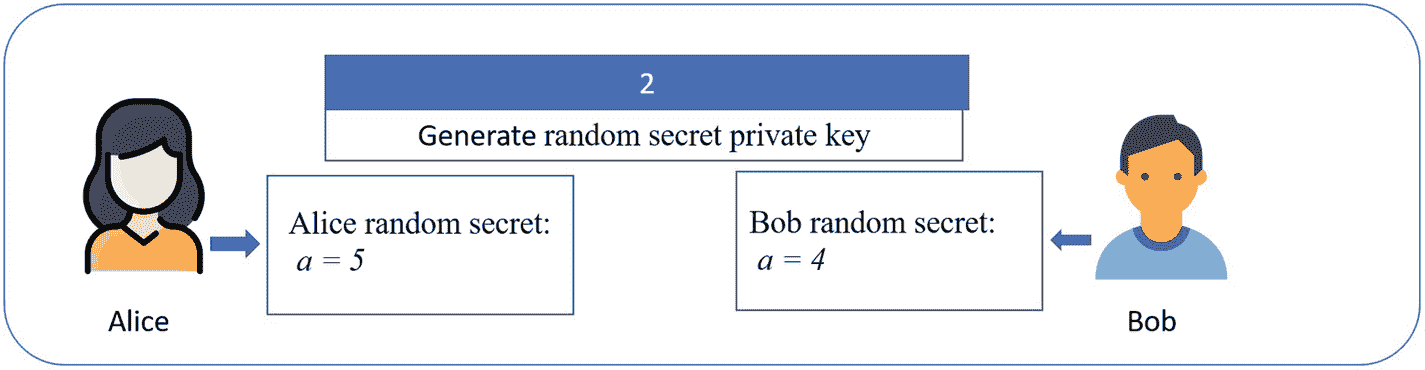 2
Generate random secret private key
Alice random secret:
a = 5
Bob random secret:
a = 4
Alice
Bob